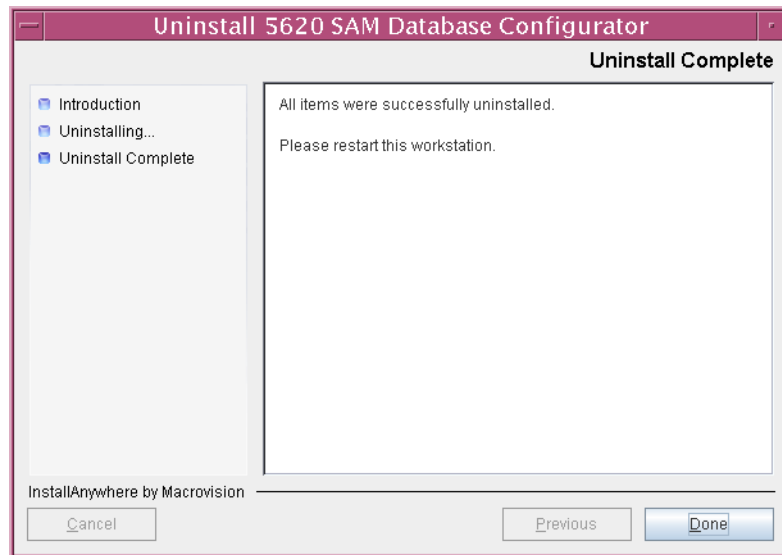 Uninstall 5620 SAM Database Configurator
Uninstall Complete
Introduction
Uninstalling...
Uninstall Complete
All items were successfully uninstalled.
Please restart this workstation.
InstallAnywhere by Macrovision
Cancel
Previous
Done